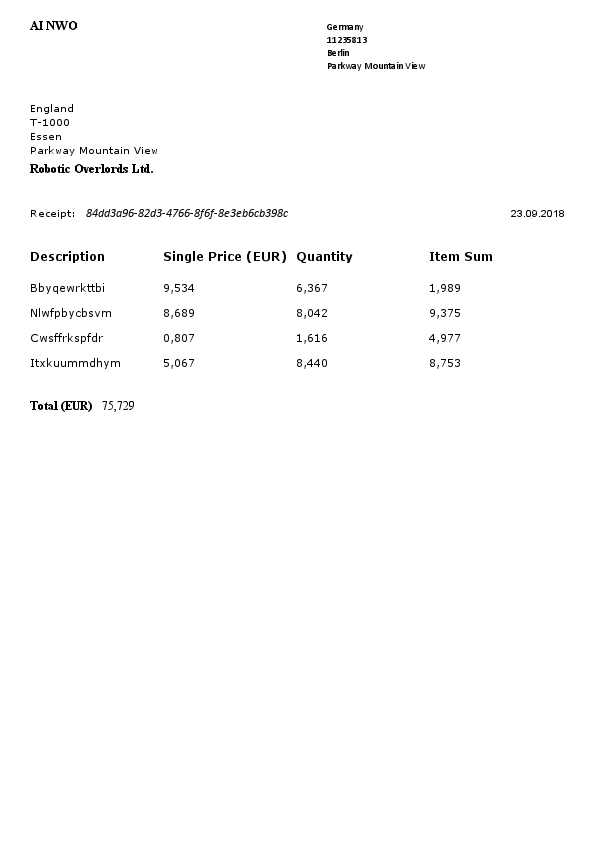 AI NWO
Germany
11235813
Berlin
Parkway Mountain View
England
T-1000
Essen
Parkway Mountain View
Robotic Overlords Ltd.
Receipt: 84dd3a96-82d3-4766-8f6f-8e3eb6cb398c 23.09.2018
Description Single Price (EUR) Quantity Item Sum
Bbyqewrkttbi 9,534 6,367 1,989
Nlwfpbycbsvm 8,689 8,042 9,375
Cwsffrkspfdr 0,807 1,616 4,977
Itxkuummdhym 5,067 8,440 8,753
Total (EUR) 75,729